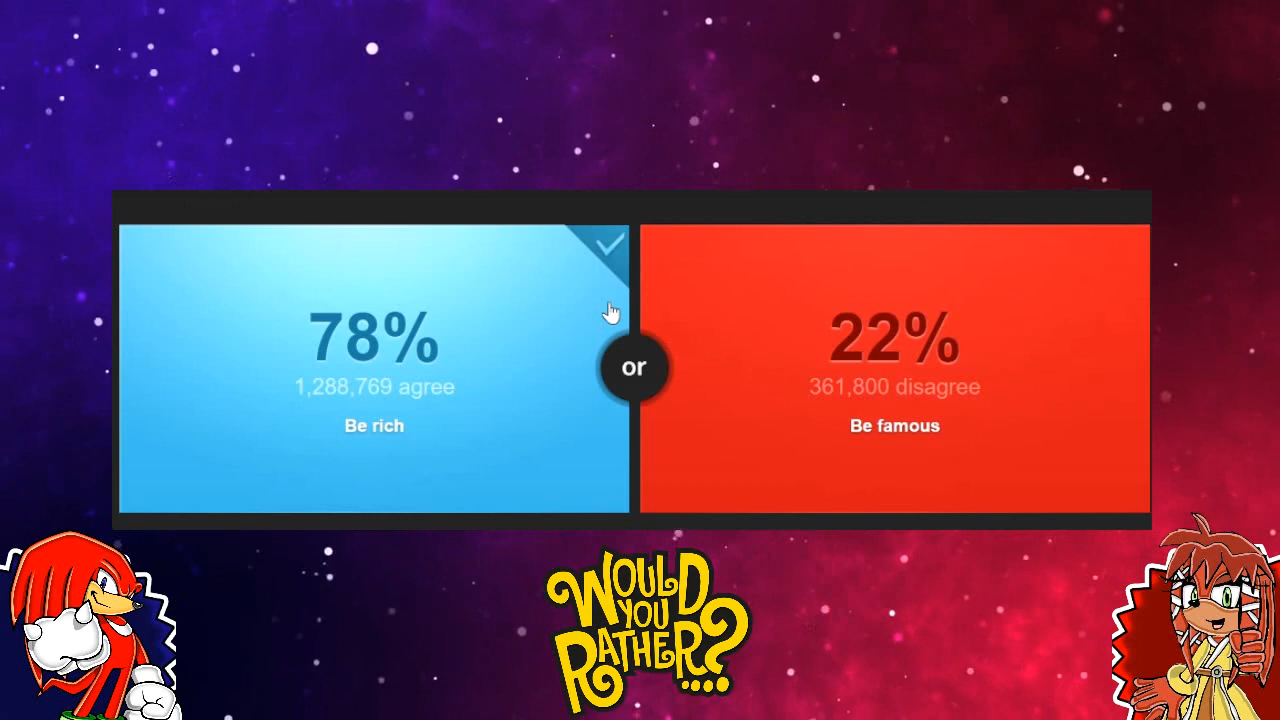 78%
1,288,769 agree
Be rich
or
22%
361,800 disagree
Be famous
WOULD
YOU
RATHER?....